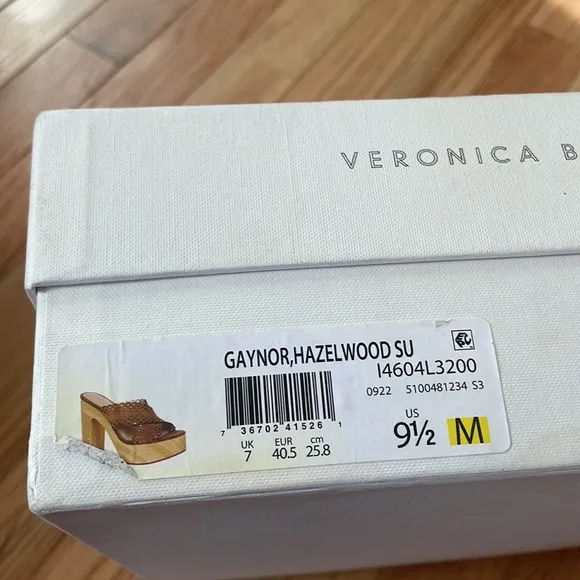 VERONICA B
GAYNOR,HAZELWOOD SU
I4604L3200
0922 5100481234 S3
7 36702 41526 1
UK EUR cm
7 40.5 25.8
US
9½ M